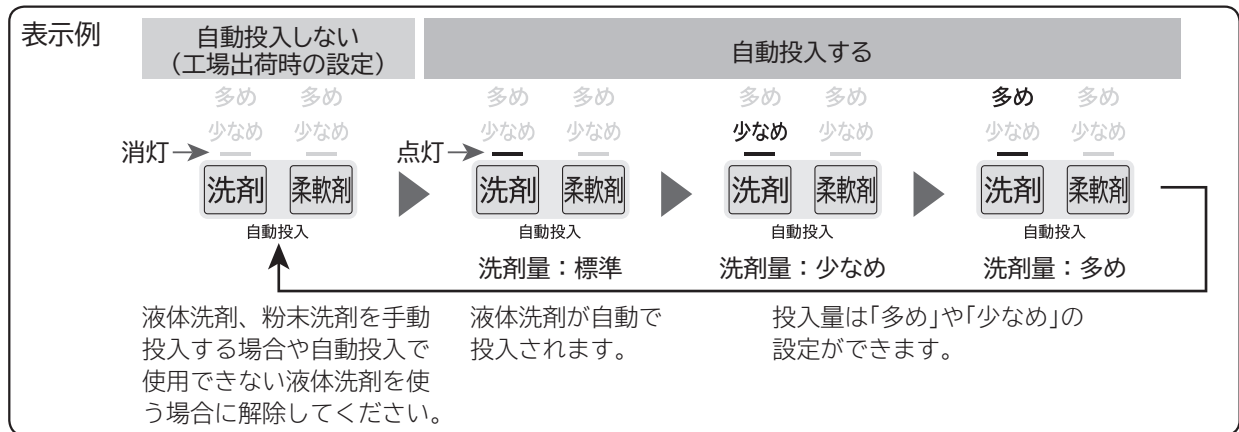 表示例
自動投入しない
（工場出荷時の設定）
自動投入する
多め 多め
少なめ 少なめ
消灯
洗剤 柔軟剤
自動投入
多め 多め
少なめ 少なめ
点灯
洗剤 柔軟剤
自動投入
洗剤量：標準
多め 多め
少なめ 少なめ
洗剤 柔軟剤
自動投入
洗剤量：少なめ
多め 多め
少なめ 少なめ
洗剤 柔軟剤
自動投入
洗剤量：多め
液体洗剤、粉末洗剤を手動
投入する場合や自動投入で
使用できない液体洗剤を使
う場合に解除してください。
液体洗剤が自動で
投入されます。
投入量は「多め」や「少なめ」の
設定ができます。